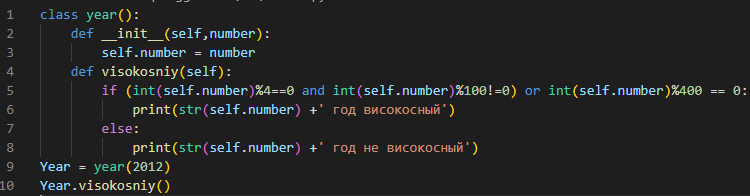 1 class year():
2     def __init__(self,number):
3         self.number = number
4     def visokosniy(self):
5         if (int(self.number)%4==0 and int(self.number)%100!=0) or int(self.number)%400 == 0:
6             print(str(self.number) +' год високосный')
7         else:
8             print(str(self.number) +' год не високосный')
9 Year = year(2012)
10 Year.visokosniy()